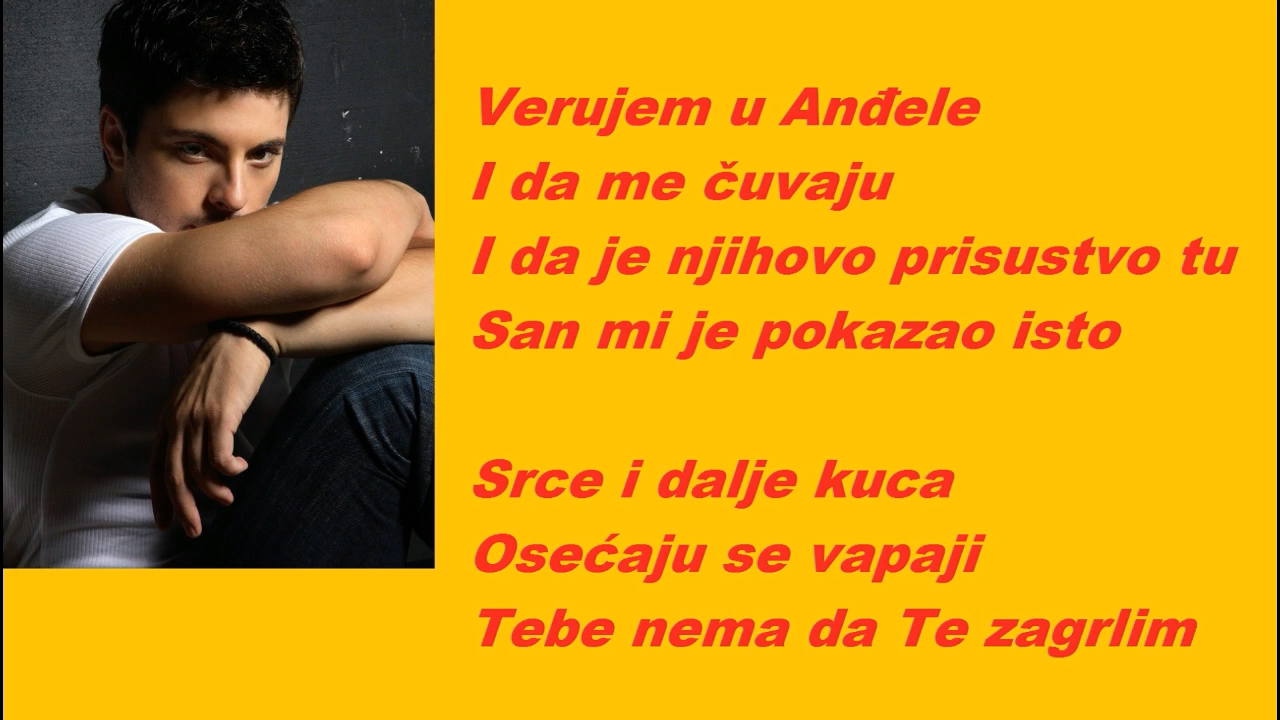 Verujem u Anđele
I da me čuvaju
I da je njihovo prisustvo tu
San mi je pokazao isto
Srce i dalje kuca
Osećaju se vapaji
Tebe nema da Te zagrlim